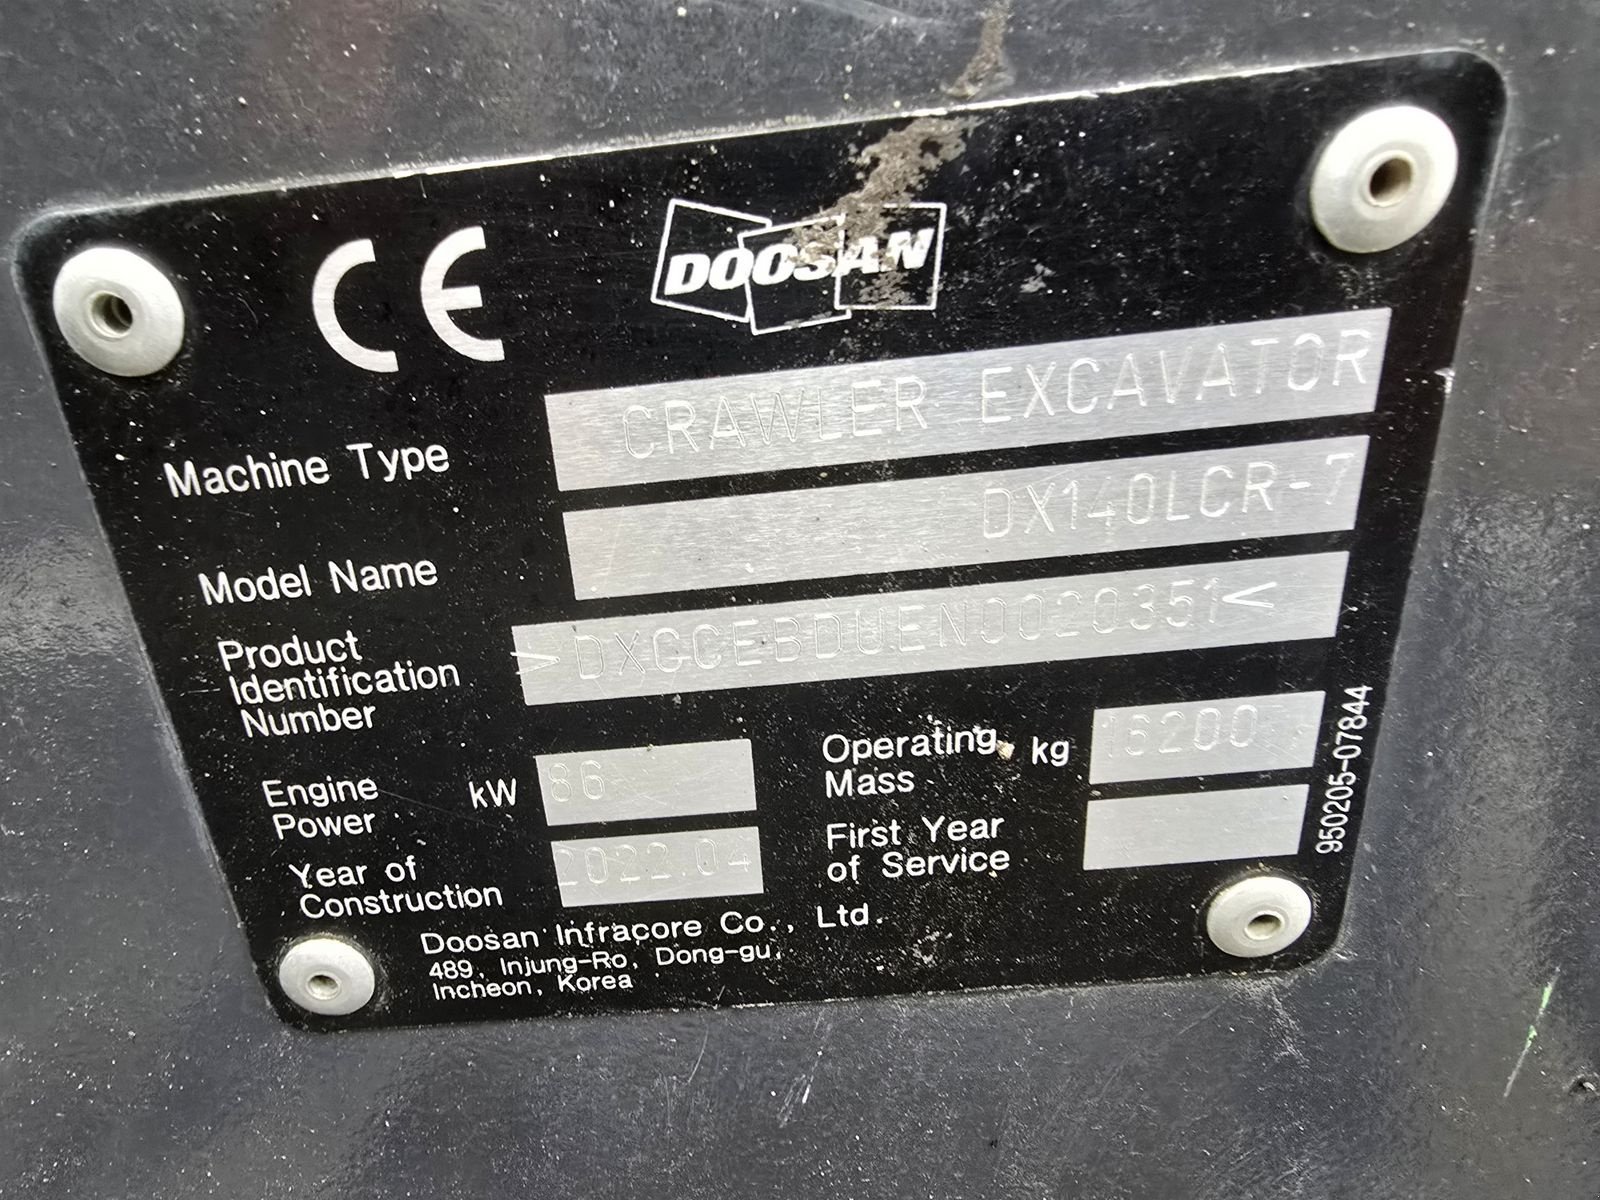 CE
DOOSAN
Machine Type CRAWLER EXCAVATOR
Model Name DX140LCR-7
Product
Identification
Number >DXGCEBDUEN0020351<
Engine
Power kW 86
Operating
Mass kg 16200
Year of
Construction 2022.04
First Year
of Service
Doosan Infracore Co., Ltd.
489, Injung-Ro, Dong-gu,
Incheon, Korea
950205-07844